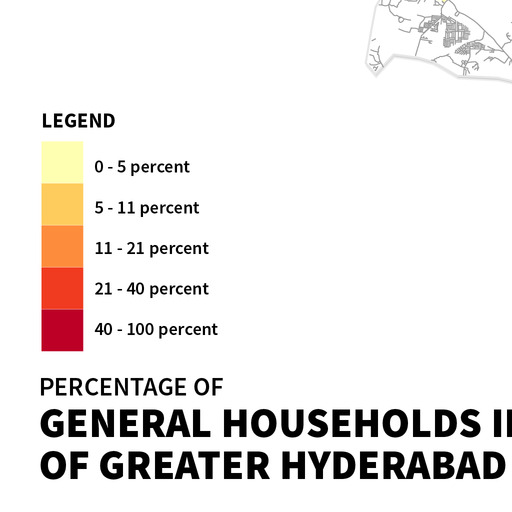 LEGEND
0 - 5 percent
5 - 11 percent
11 - 21 percent
21 - 40 percent
40 - 100 percent
PERCENTAGE OF
GENERAL HOUSEHOLDS
OF GREATER HYDERABAD